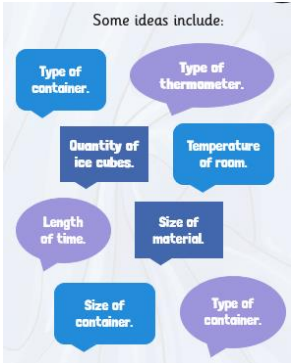 Some ideas include:
Type of
container.
Type of
thermometer.
Quantity of
ice cubes.
Temperature
of room.
Length
of time.
Size of
material.
Size of
container.
Type of
container.